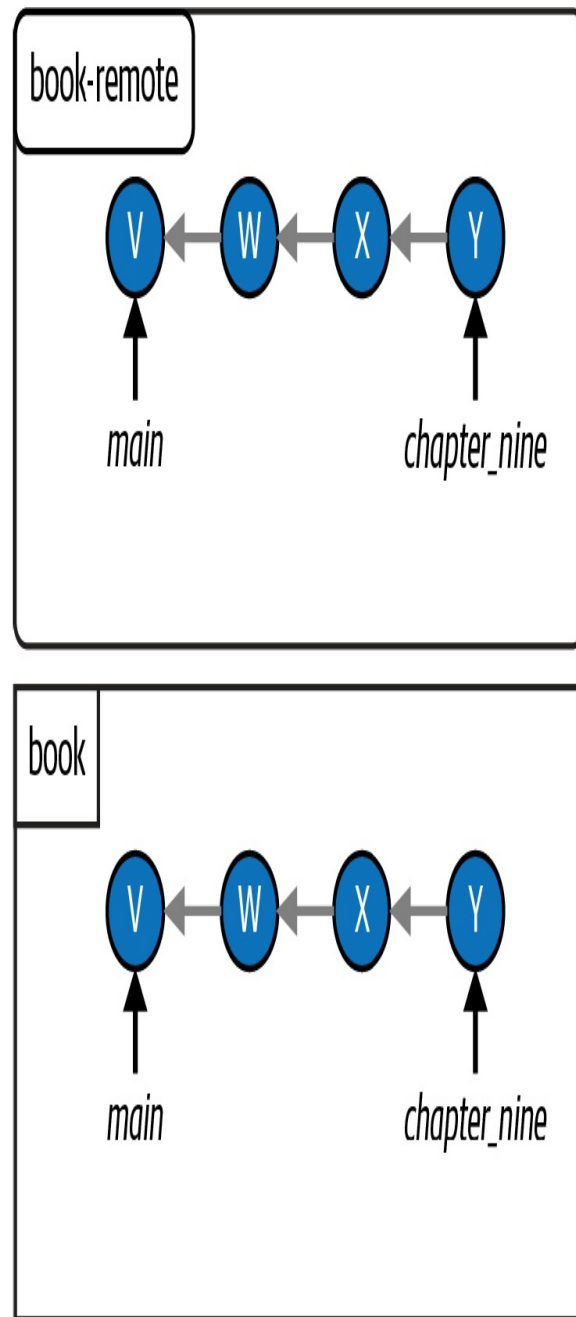 book-remote
V W X Y
main chapter_nine
book
V W X Y
main chapter_nine